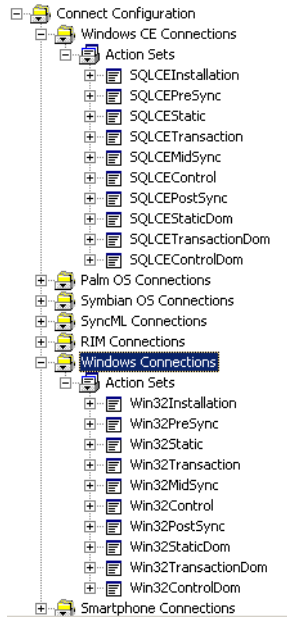 Connect Configuration
Windows CE Connections
Action Sets
SQLCEInstallation
SQLCEPreSync
SQLCEStatic
SQLCETransaction
SQLCEMidSync
SQLCEControl
SQLCEPostSync
SQLCEStaticDom
SQLCETransactionDom
SQLCEControlDom
Palm OS Connections
Symbian OS Connections
SyncML Connections
RIM Connections
Windows Connections
Action Sets
Win32Installation
Win32PreSync
Win32Static
Win32Transaction
Win32MidSync
Win32Control
Win32PostSync
Win32StaticDom
Win32TransactionDom
Win32ControlDom
Smartphone Connections